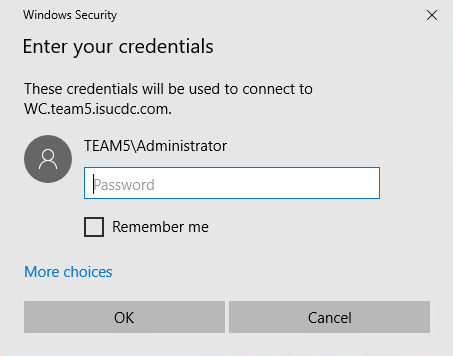 Windows Security
Enter your credentials
These credentials will be used to connect to
WC.team5.isucdc.com.
TEAM5\Administrator
Password
Remember me
More choices
OK
Cancel